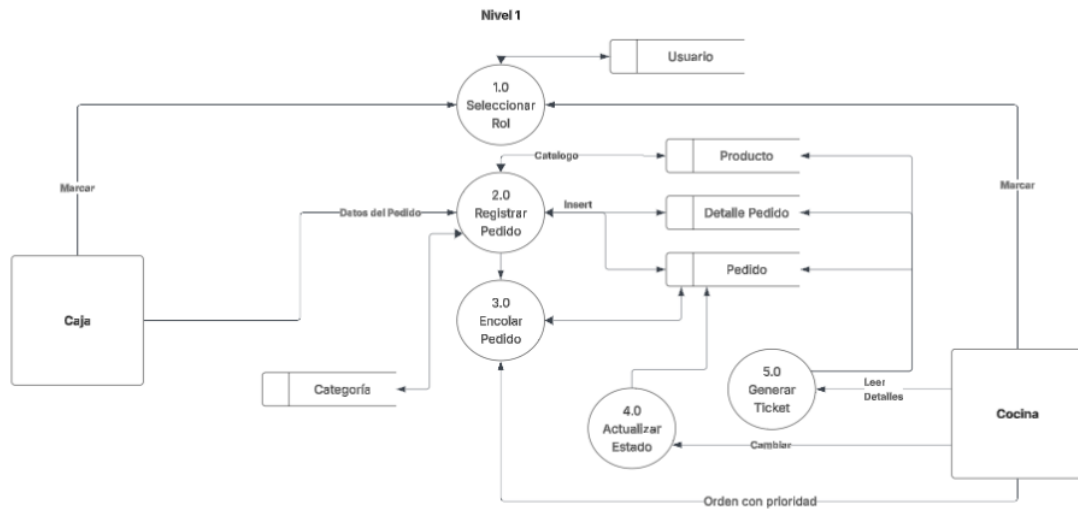 Nivel 1
Usuario
1.0
Seleccionar
Rol
Catalogo
Producto
Marcar
Marcar
2.0
Registrar
Pedido
Datos del Pedido
Insert
Detalle Pedido
Pedido
Caja
3.0
Encolar
Pedido
Categoría
5.0
Generar
Ticket
Leer
Detalles
4.0
Actualizar
Estado
Cocina
Cambiar
Orden con prioridad